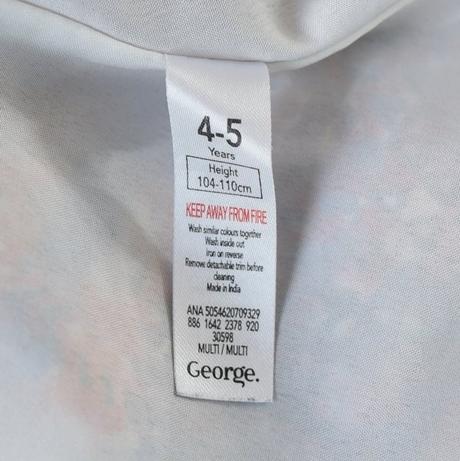 4-5
Years
Height
104-110cm
KEEP AWAY FROM FIRE
Wash similar colours together
Wash inside out
Iron on reverse
Remove detachable trim before
cleaning
Made in India
ANA 5054620709329
886 1642 2378 920
30598
MULTI / MULTI
George.